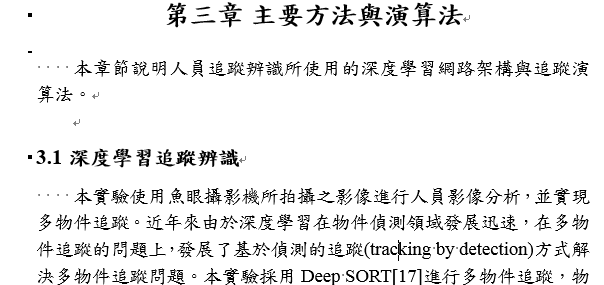 第三章 主要方法與演算法
本章節說明人員追蹤辨識所使用的深度學習網路架構與追蹤演
算法。
3.1 深度學習追蹤辨識
本實驗使用魚眼攝影機所拍攝之影像進行人員影像分析，並實現
多物件追蹤。近年來由於深度學習在物件偵測領域發展迅速，在多物
件追蹤的問題上，發展了基於偵測的追蹤(tracking by detection)方式解
決多物件追蹤問題。本實驗採用 Deep SORT[17]進行多物件追蹤，物